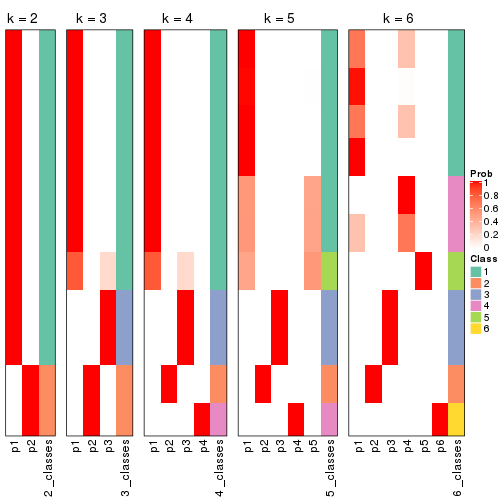 k = 2
k = 3
k = 4
k = 5
k = 6
p1
p2
2_classes
p1
p2
p3
3_classes
p1
p2
p3
p4
4_classes
p1
p2
p3
p4
p5
5_classes
p1
p2
p3
p4
p5
p6
6_classes
Prob
1
0.8
0.6
0.4
0.2
0
Class
1
2
3
4
5
6